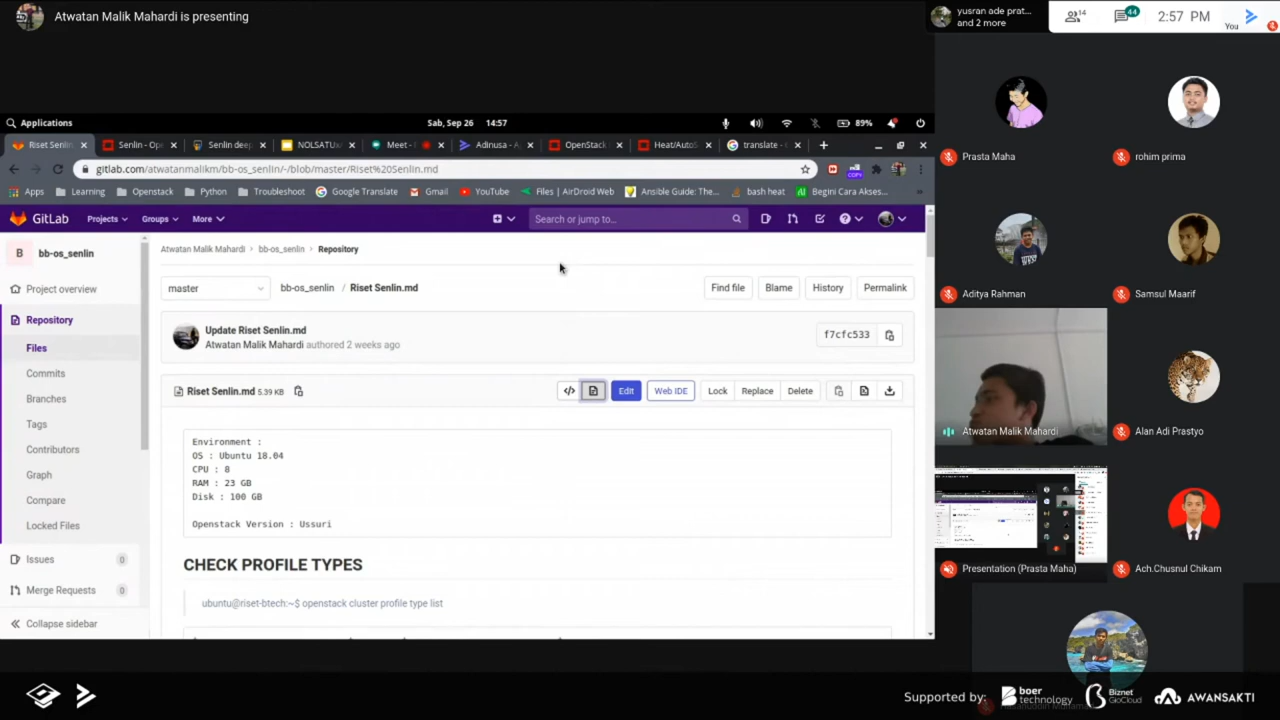 Atwatan Malik Mahardi is presenting
yusran ade prat...
and 2 more
14
44
2:57 PM
You
Applications
Sab, Sep 26 14:57
89%
Riset Senlin
Senlin - Ope
Senlin deep
NOLSATU
Meet -
Adinusa -
OpenStack
Heat/AutoS
translate -
gitlab.com/atwatanmalikm/bb-os_senlin/-/blob/master/Riset%20Senlin.md
COPY
Apps
Learning
Openstack
Python
Troubleshoot
Google Translate
Gmail
YouTube
Files | AirDroid Web
Ansible Guide: The...
bash heat
Begini Cara Akses...
GitLab
Projects
Groups
More
Search or jump to...
B
bb-os_senlin
Project overview
Repository
Files
Commits
Branches
Tags
Contributors
Graph
Compare
Locked Files
Issues 0
Merge Requests 0
Collapse sidebar
Atwatan Malik Mahardi > bb-os_senlin > Repository
master
bb-os_senlin / Riset Senlin.md
Find file
Blame
History
Permalink
Update Riset Senlin.md
Atwatan Malik Mahardi authored 2 weeks ago
f7cfc533
Riset Senlin.md 5.39 KB
Edit
Web IDE
Lock
Replace
Delete
Environment :
OS : Ubuntu 18.04
CPU : 8
RAM : 23 GB
Disk : 100 GB
Openstack Version : Ussuri
CHECK PROFILE TYPES
ubuntu@riset-btech:~$ openstack cluster profile type list
Prasta Maha
rohim prima
Aditya Rahman
Samsul Maarif
Atwatan Malik Mahardi
Alan Adi Prastyo
Presentation (Prasta Maha)
Ach.Chusnul Chikam
Supported by:
boer
technology
Biznet
GioCloud
AWANSAKTI